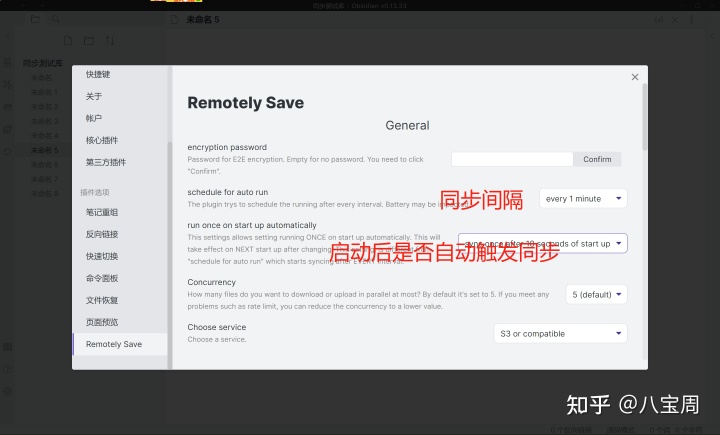 同步测试库 - Obsidian v0.13.33
未命名 5
同步测试库
未命名
未命名 1
未命名 2
未命名 3
未命名 4
未命名 5
未命名 6
未命名 7
未命名 8
快捷键
关于
帐户
核心插件
第三方插件
插件选项
笔记重组
反向链接
快速切换
命令面板
文件恢复
页面预览
Remotely Save
Remotely Save
General
encryption password
Password for E2E encryption. Empty for no password. You need to click
"Confirm".
Confirm
schedule for auto run
The plugin trys to schedule the running after every interval. Battery may be
同步间隔
every 1 minute
run once on start up automatically
This settings allows setting running ONCE on start up automatically. This will
take effect on NEXT start up after changing.
"schedule for auto run" which starts syncing after EVERY interval.
sync once after 10 seconds of start up
启动后是否自动触发同步
Concurrency
How many files do you want to download or upload in parallel at most? By default it's set to 5. If you meet any
problems such as rate limit, you can reduce the concurrency to a lower value.
5 (default)
Choose service
Choose a service.
S3 or compatible
知乎 @八宝周